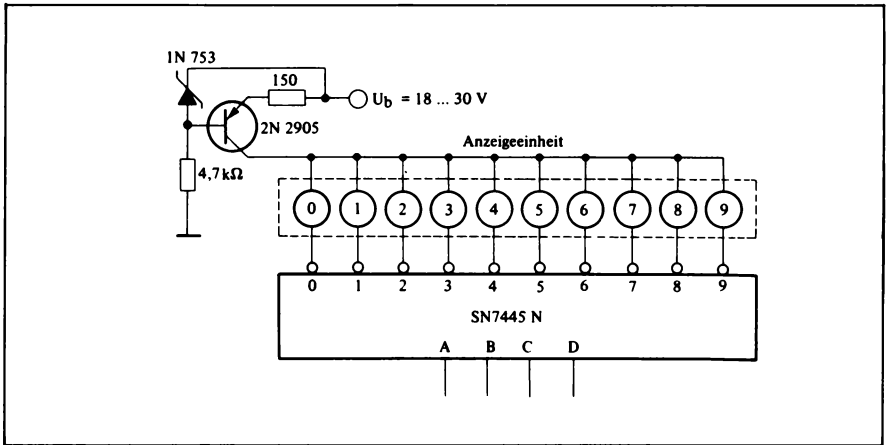 1N 753
150
U_b = 18 ... 30 V
2N 2905
Anzeigeeinheit
4,7 kΩ
0 1 2 3 4 5 6 7 8 9
0 1 2 3 4 5 6 7 8 9
SN7445 N
A B C D